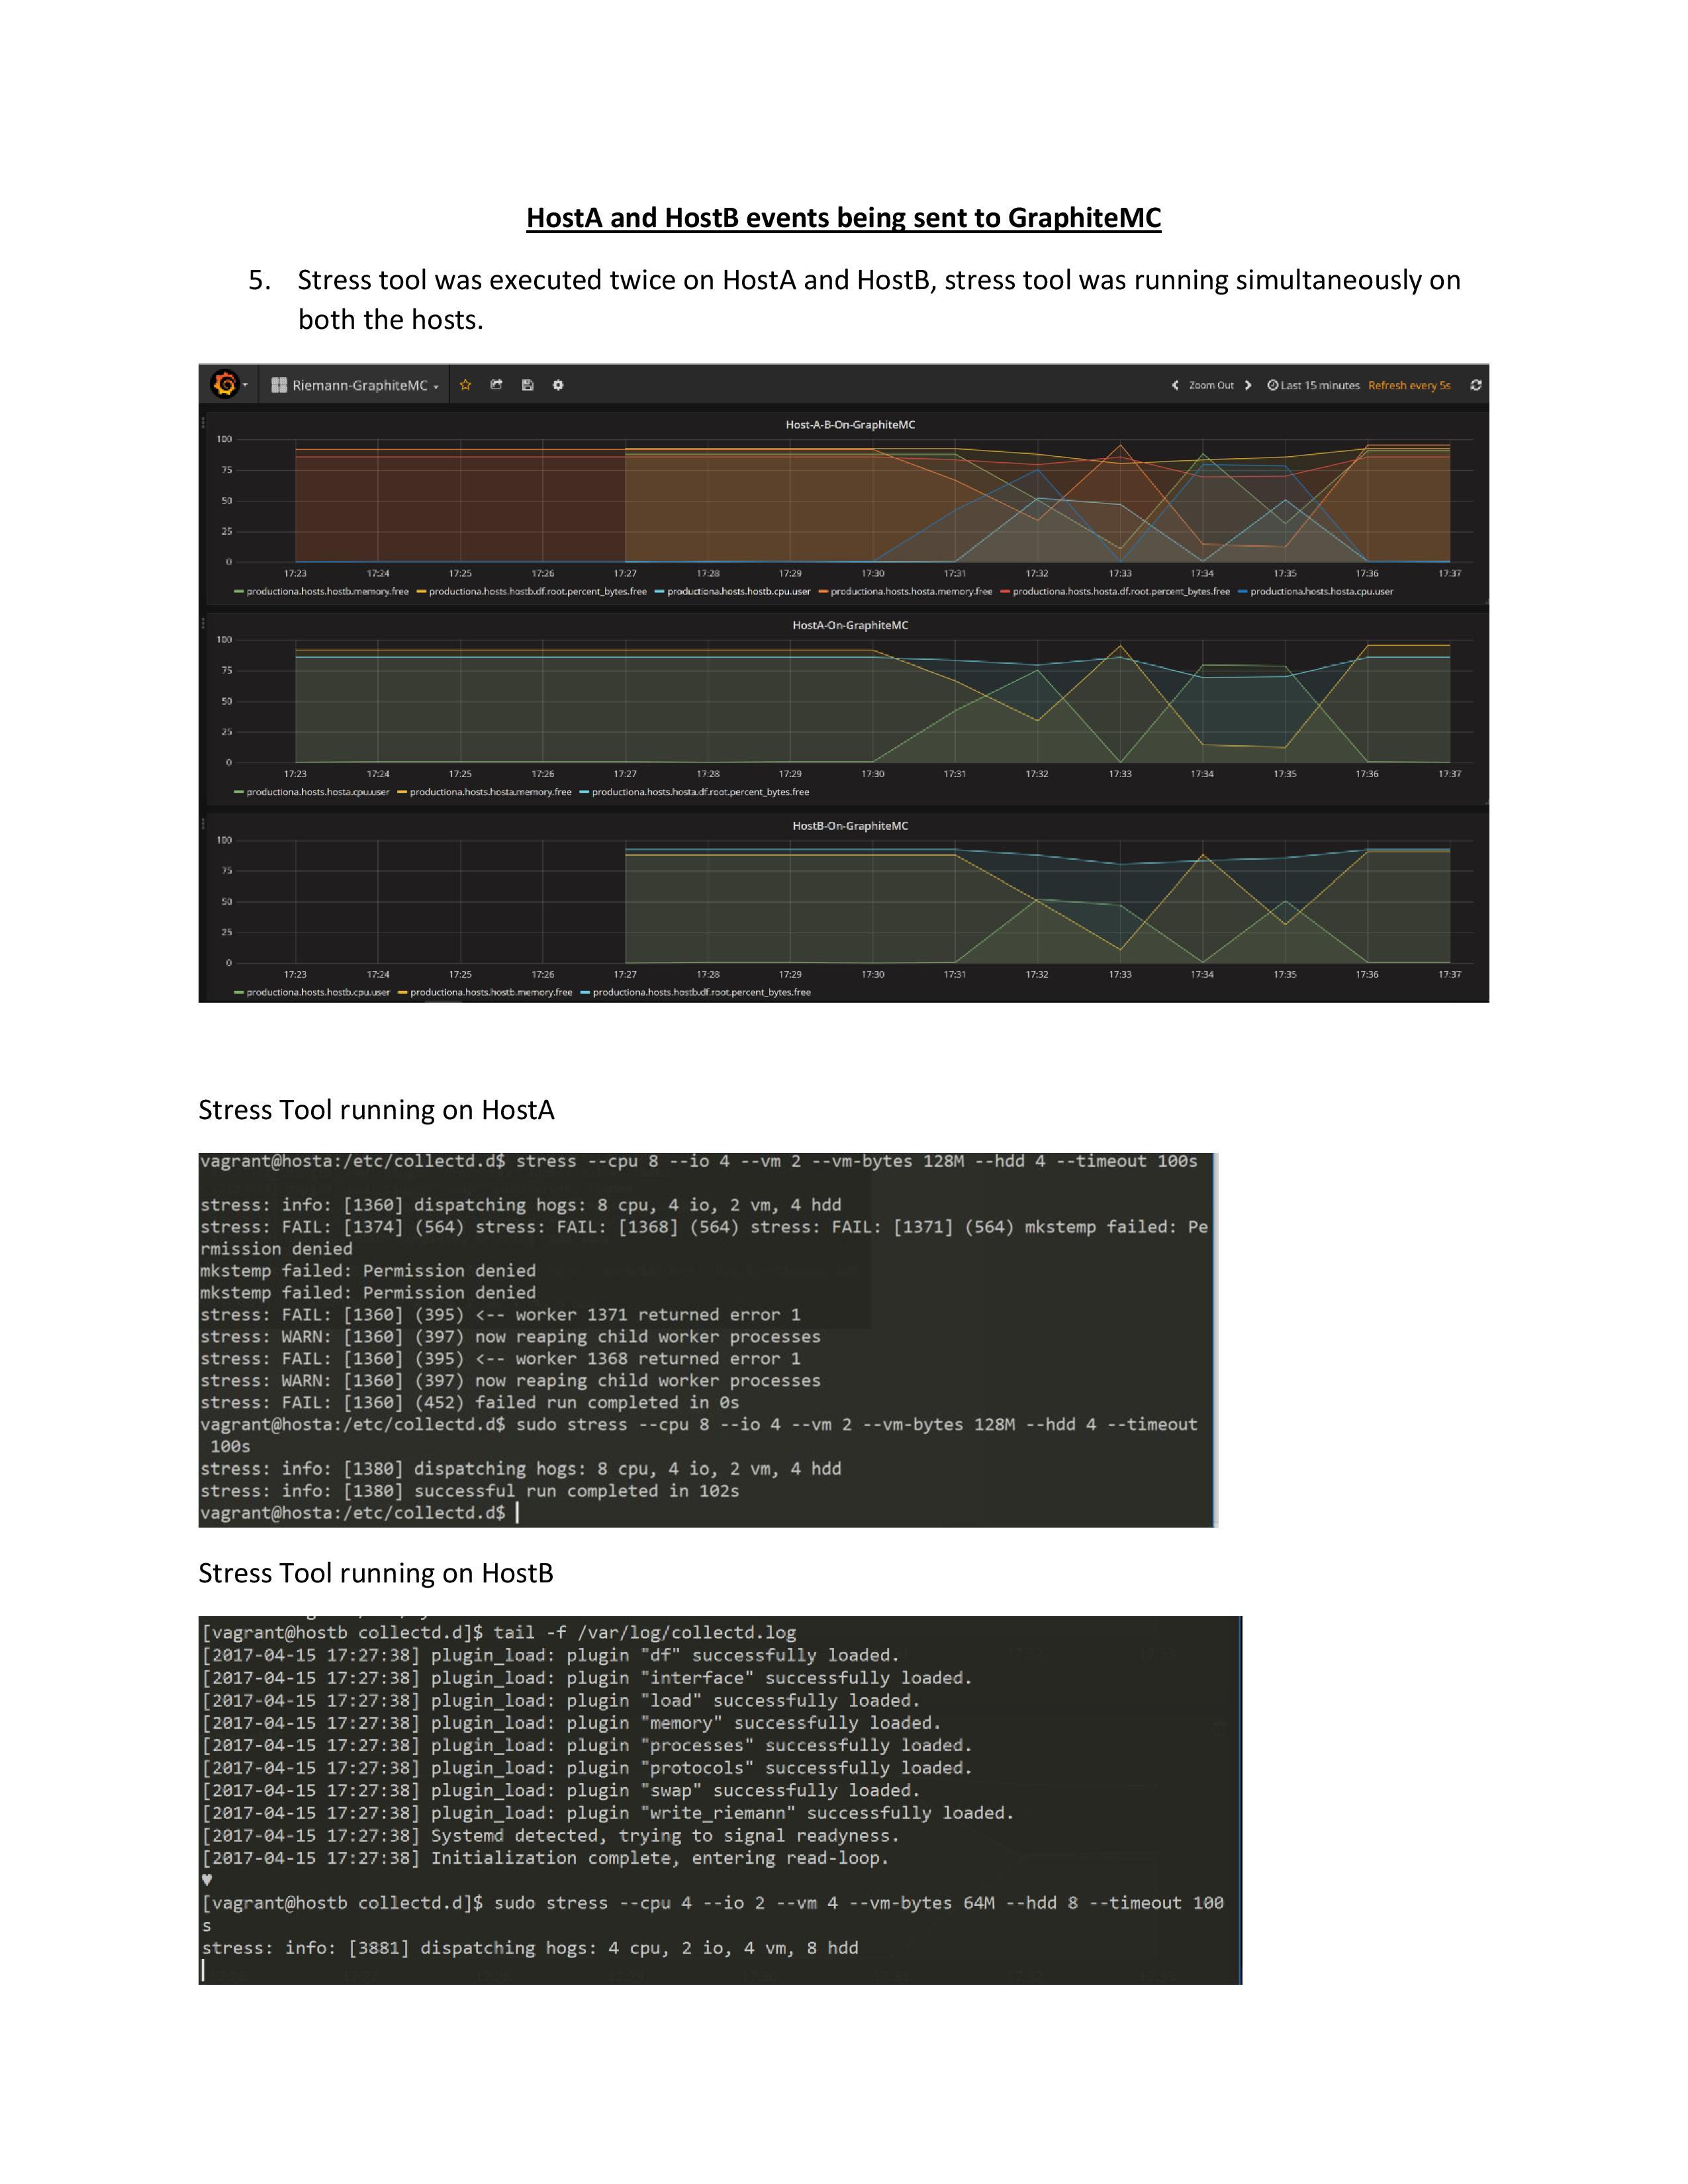 HostA and HostB events being sent to GraphiteMC
5. Stress tool was executed twice on HostA and HostB, stress tool was running simultaneously on
both the hosts.
Riemann-GraphiteMC
Zoom Out
Last 15 minutes
Refresh every 5s
Host-A-B-On-GraphiteMC
100
75
50
25
0
17:23 17:24 17:25 17:26 17:27 17:28 17:29 17:30 17:31 17:32 17:33 17:34 17:35 17:36 17:37
productiona.hosts.hostb.memory.free productiona.hosts.hostb.df.root.percent_bytes.free productiona.hosts.hostb.cpu.user productiona.hosts.hosta.memory.free productiona.hosts.hosta.df.root.percent_bytes.free productiona.hosts.hosta.cpu.user
HostA-On-GraphiteMC
100
75
50
25
0
17:23 17:24 17:25 17:26 17:27 17:28 17:29 17:30 17:31 17:32 17:33 17:34 17:35 17:36 17:37
productiona.hosts.hosta.cpu.user productiona.hosts.hosta.memory.free productiona.hosts.hosta.df.root.percent_bytes.free
HostB-On-GraphiteMC
100
75
50
25
0
17:23 17:24 17:25 17:26 17:27 17:28 17:29 17:30 17:31 17:32 17:33 17:34 17:35 17:36 17:37
productiona.hosts.hostb.cpu.user productiona.hosts.hostb.memory.free productiona.hosts.hostb.df.root.percent_bytes.free
Stress Tool running on HostA
vagrant@hosta:/etc/collectd.d$ stress --cpu 8 --io 4 --vm 2 --vm-bytes 128M --hdd 4 --timeout 100s
stress: info: [1360] dispatching hogs: 8 cpu, 4 io, 2 vm, 4 hdd
stress: FAIL: [1374] (564) stress: FAIL: [1368] (564) stress: FAIL: [1371] (564) mkstemp failed: Pe
rmission denied
mkstemp failed: Permission denied
mkstemp failed: Permission denied
stress: FAIL: [1360] (395) <-- worker 1371 returned error 1
stress: WARN: [1360] (397) now reaping child worker processes
stress: FAIL: [1360] (395) <-- worker 1368 returned error 1
stress: WARN: [1360] (397) now reaping child worker processes
stress: FAIL: [1360] (452) failed run completed in 0s
vagrant@hosta:/etc/collectd.d$ sudo stress --cpu 8 --io 4 --vm 2 --vm-bytes 128M --hdd 4 --timeout
100s
stress: info: [1380] dispatching hogs: 8 cpu, 4 io, 2 vm, 4 hdd
stress: info: [1380] successful run completed in 102s
vagrant@hosta:/etc/collectd.d$
Stress Tool running on HostB
[vagrant@hostb collectd.d]$ tail -f /var/log/collectd.log
[2017-04-15 17:27:38] plugin_load: plugin "df" successfully loaded.
[2017-04-15 17:27:38] plugin_load: plugin "interface" successfully loaded.
[2017-04-15 17:27:38] plugin_load: plugin "load" successfully loaded.
[2017-04-15 17:27:38] plugin_load: plugin "memory" successfully loaded.
[2017-04-15 17:27:38] plugin_load: plugin "processes" successfully loaded.
[2017-04-15 17:27:38] plugin_load: plugin "protocols" successfully loaded.
[2017-04-15 17:27:38] plugin_load: plugin "swap" successfully loaded.
[2017-04-15 17:27:38] plugin_load: plugin "write_riemann" successfully loaded.
[2017-04-15 17:27:38] Systemd detected, trying to signal readyness.
[2017-04-15 17:27:38] Initialization complete, entering read-loop.
♥
[vagrant@hostb collectd.d]$ sudo stress --cpu 4 --io 2 --vm 4 --vm-bytes 64M --hdd 8 --timeout 100
s
stress: info: [3881] dispatching hogs: 4 cpu, 2 io, 4 vm, 8 hdd